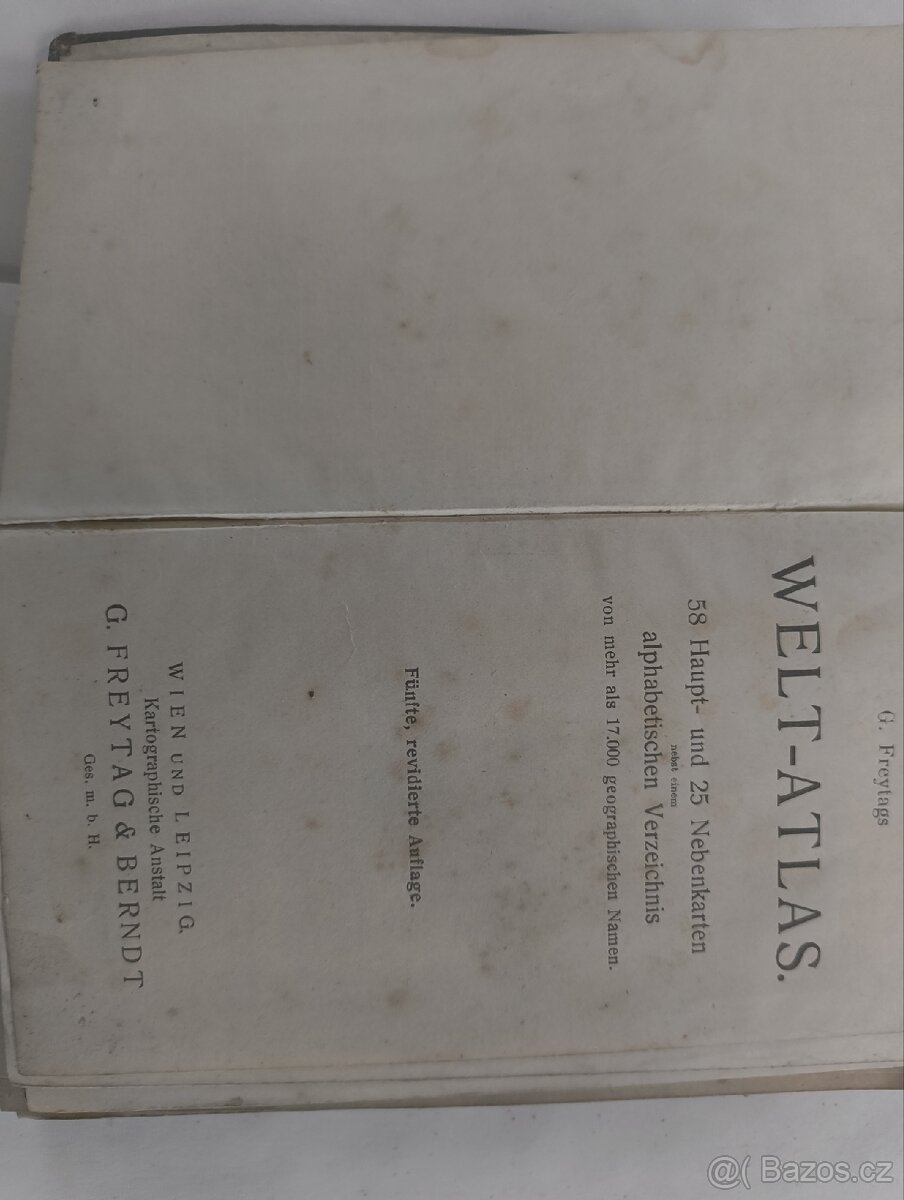 G. Freytags
WELT-ATLAS.
58 Haupt- und 25 Nebenkarten
nebst einem
alphabetischen Verzeichnis
von mehr als 17.000 geographischen Namen.
Fünfte, revidierte Auflage.
WIEN UND LEIPZIG.
Kartographische Anstalt
G. FREYTAG & BERNDT
Ges. m. b. H.
@( Bazos.cz